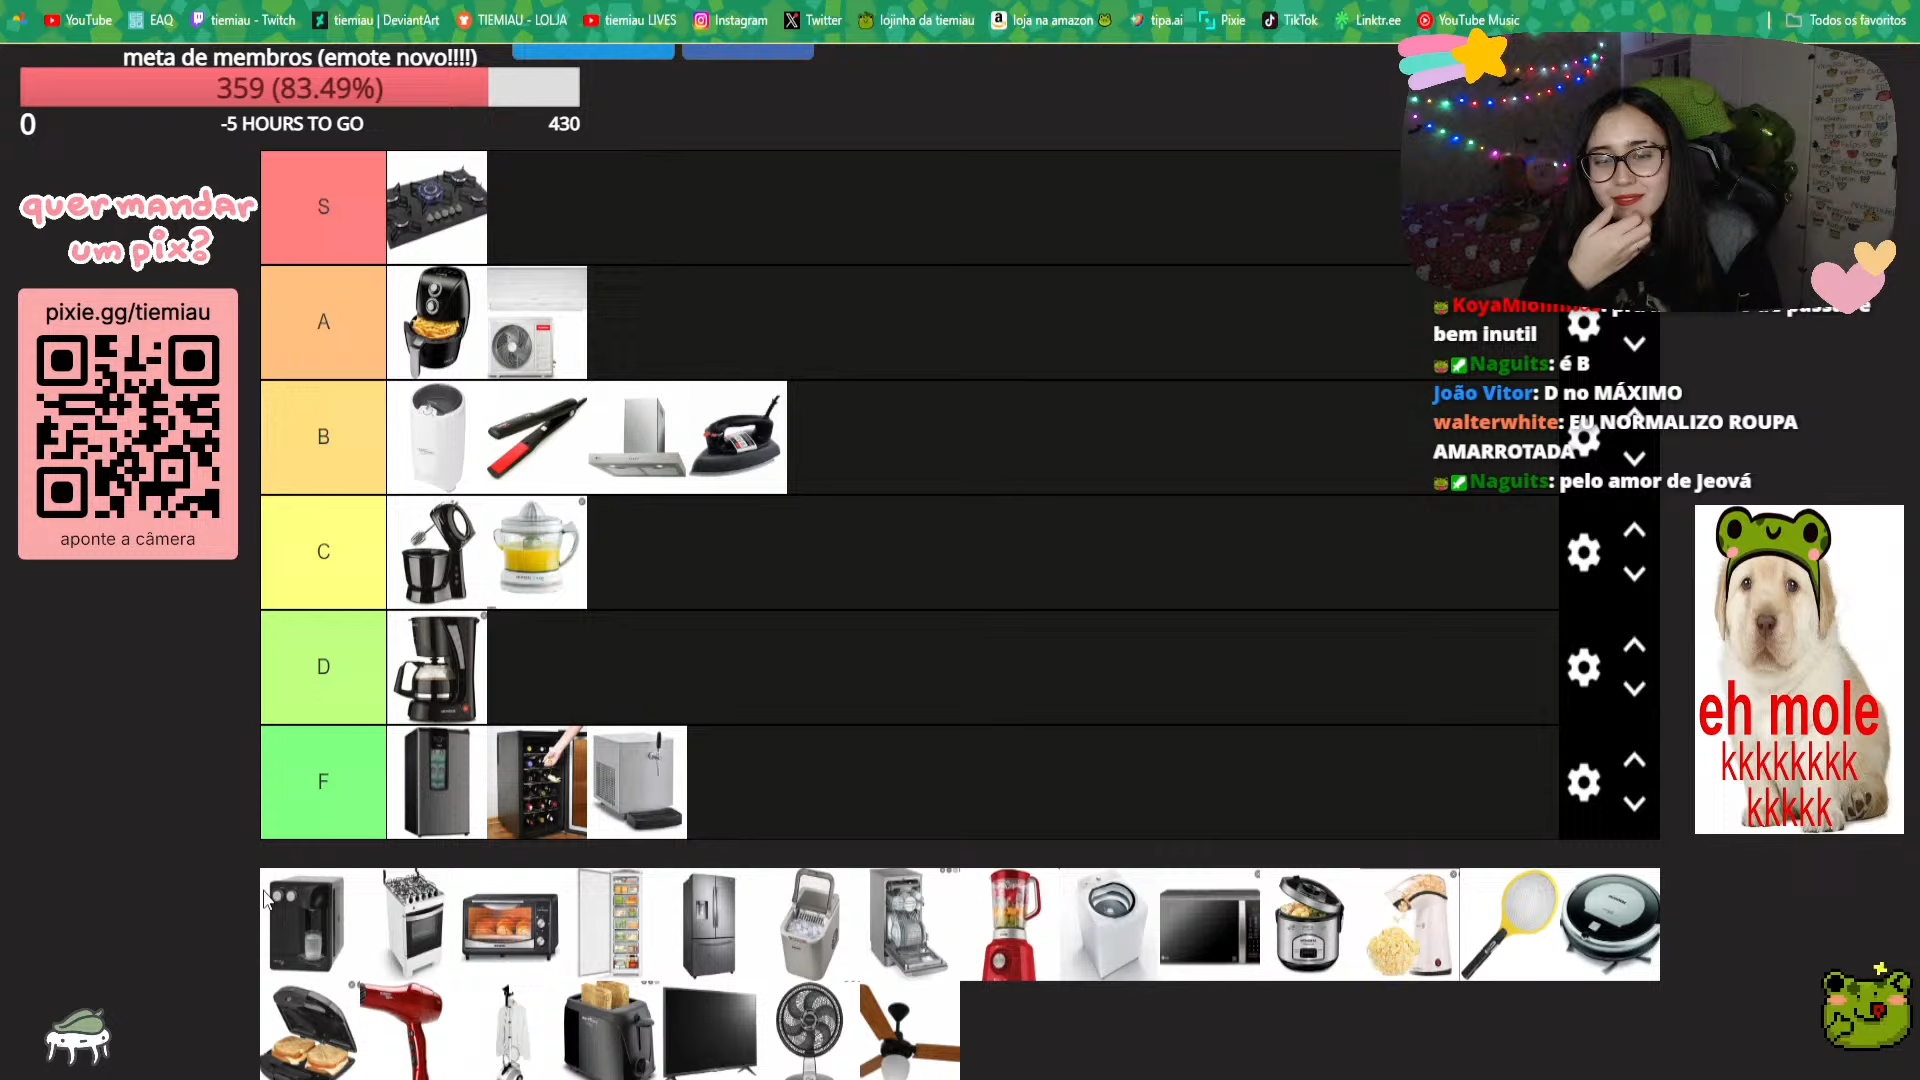 YouTube EAQ tiemiau - Twitch tiemiau | DeviantArt TIEMIAU - LOLJA tiemiau LIVES Instagram Twitter lojinha da tiemiau loja na amazon tipa.ai Pixie TikTok Linktr.ee YouTube Music Todos os favoritos
meta de membros (emote novo!!!!)
359 (83.49%)
0 -5 HOURS TO GO 430
quer mandar
um pix?
pixie.gg/tiemiau
aponte a câmera
S
A
B
C
D
F
bem inutil
Naguits: é B
João Vitor: D no MÁXIMO
walterwhite: EU NORMALIZO ROUPA
AMARROTADA
Naguits: pelo amor de Jeová
eh mole
kkkkkkkk
kkkkk